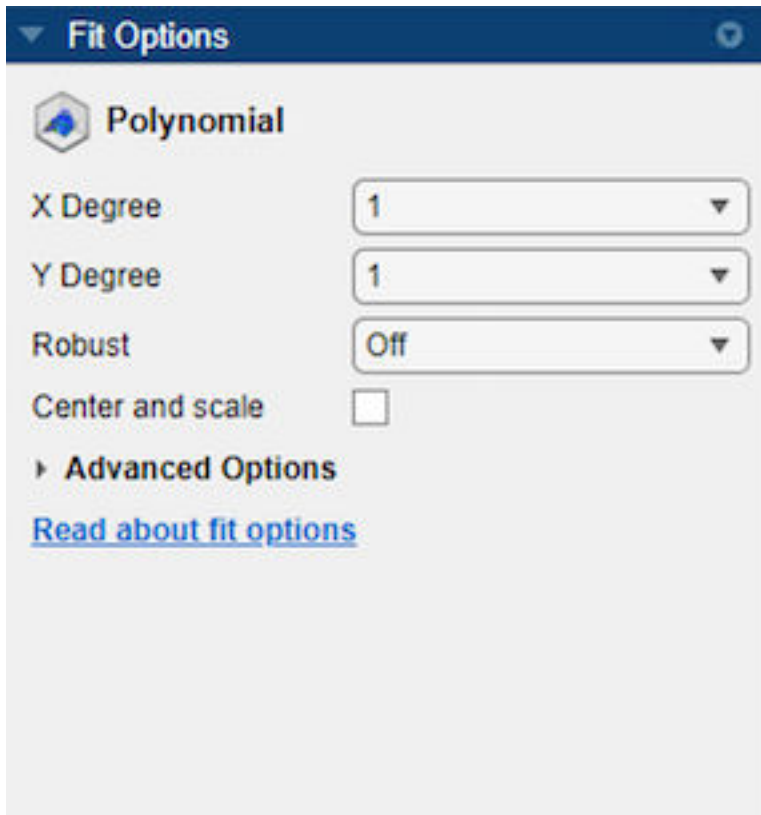 Fit Options
Polynomial
X Degree 1
Y Degree 1
Robust Off
Center and scale
Advanced Options
Read about fit options